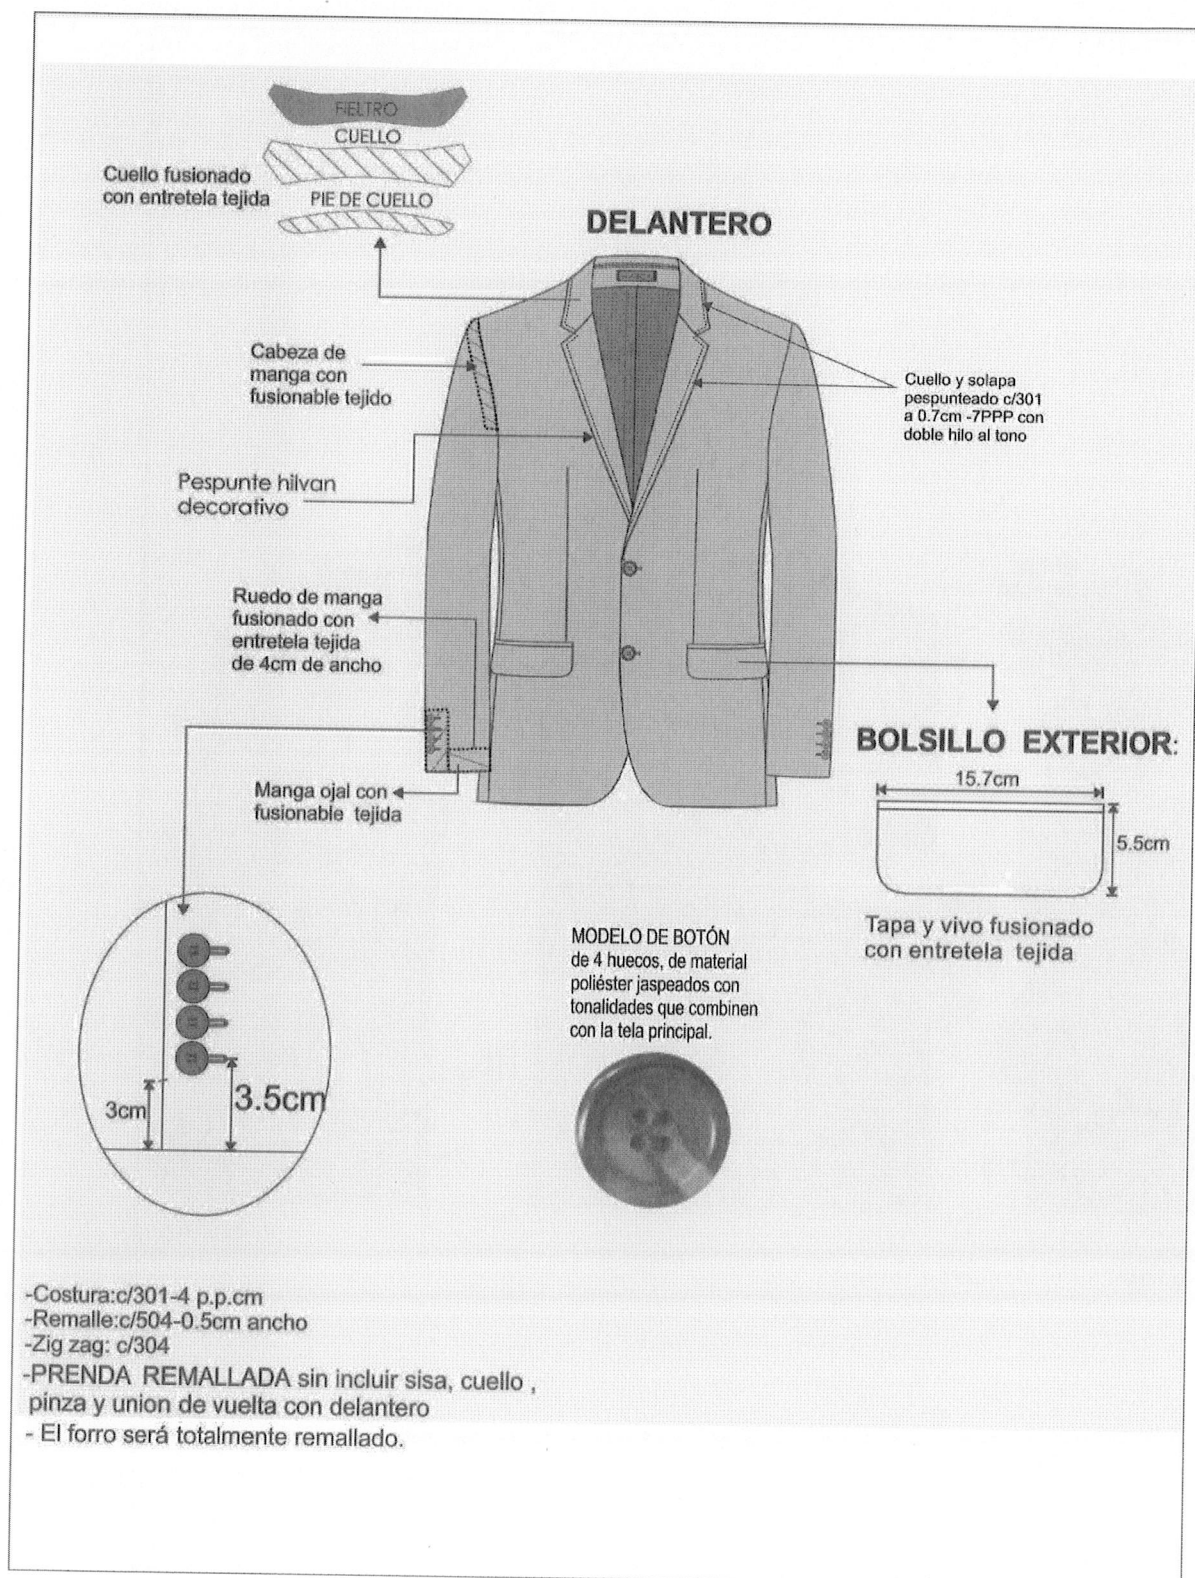 FIELTRO
CUELLO
Cuello fusionado
con entretela tejida
PIE DE CUELLO
DELANTERO
Cabeza de
manga con
fusionable tejido
Cuello y solapa
pespunteado c/301
a 0.7cm -7PPP con
doble hilo al tono
Pespunte hilvan
decorativo
Ruedo de manga
fusionado con
entretela tejida
de 4cm de ancho
Manga ojal con
fusionable tejida
BOLSILLO EXTERIOR:
15.7cm
5.5cm
Tapa y vivo fusionado
con entretela tejida
MODELO DE BOTÓN
de 4 huecos, de material
poliéster jaspeados con
tonalidades que combinen
con la tela principal.
3cm
3.5cm
-Costura:c/301-4 p.p.cm
-Remalle:c/504-0.5cm ancho
-Zig zag: c/304
-PRENDA REMALLADA sin incluir sisa, cuello ,
pinza y union de vuelta con delantero
- El forro será totalmente remallado.